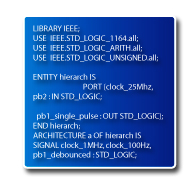 LIBRARY IEEE;
USE IEEE.STD_LOGIC_1164.all;
USE IEEE.STD_LOGIC_ARITH.all;
USE IEEE.STD_LOGIC_UNSIGNED.all;
ENTITY hierarch IS
PORT (clock_25Mhz,
pb2 : IN STD_LOGIC;
pb1_single_pulse : OUT STD_LOGIC);
END hierarch;
ARCHITECTURE a OF hierarch IS
SIGNAL clock_1MHz, clock_100Hz,
pb1_debounced : STD_LOGIC;